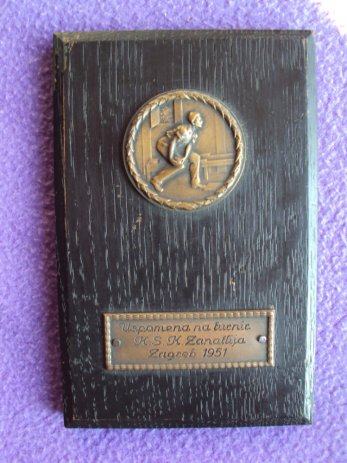 Uspomena na turnir
K. S. K Zanatlija
Zagreb 1951